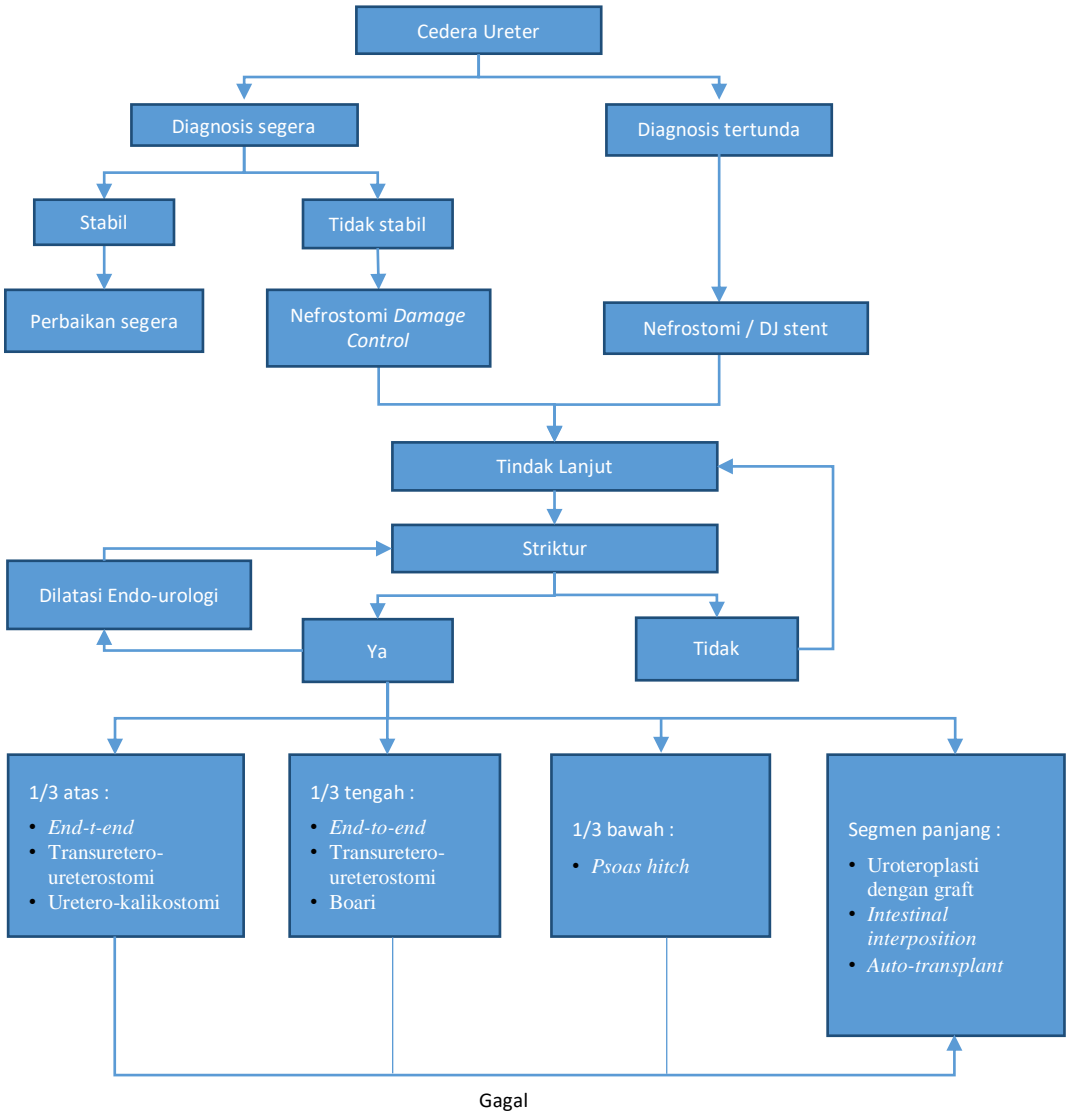 Cedera Ureter
Diagnosis segera
Diagnosis tertunda
Stabil
Tidak stabil
Perbaikan segera
Nefrostomi Damage
Control
Nefrostomi / DJ stent
Tindak Lanjut
Striktur
Dilatasi Endo-urologi
Ya
Tidak
1/3 atas :
• End-t-end
• Transuretero-
ureterostomi
• Uretero-kalikostomi
1/3 tengah :
• End-to-end
• Transuretero-
ureterostomi
• Boari
1/3 bawah :
• Psoas hitch
Segmen panjang :
• Uroteroplasti
dengan graft
• Intestinal
interposition
• Auto-transplant
Gagal